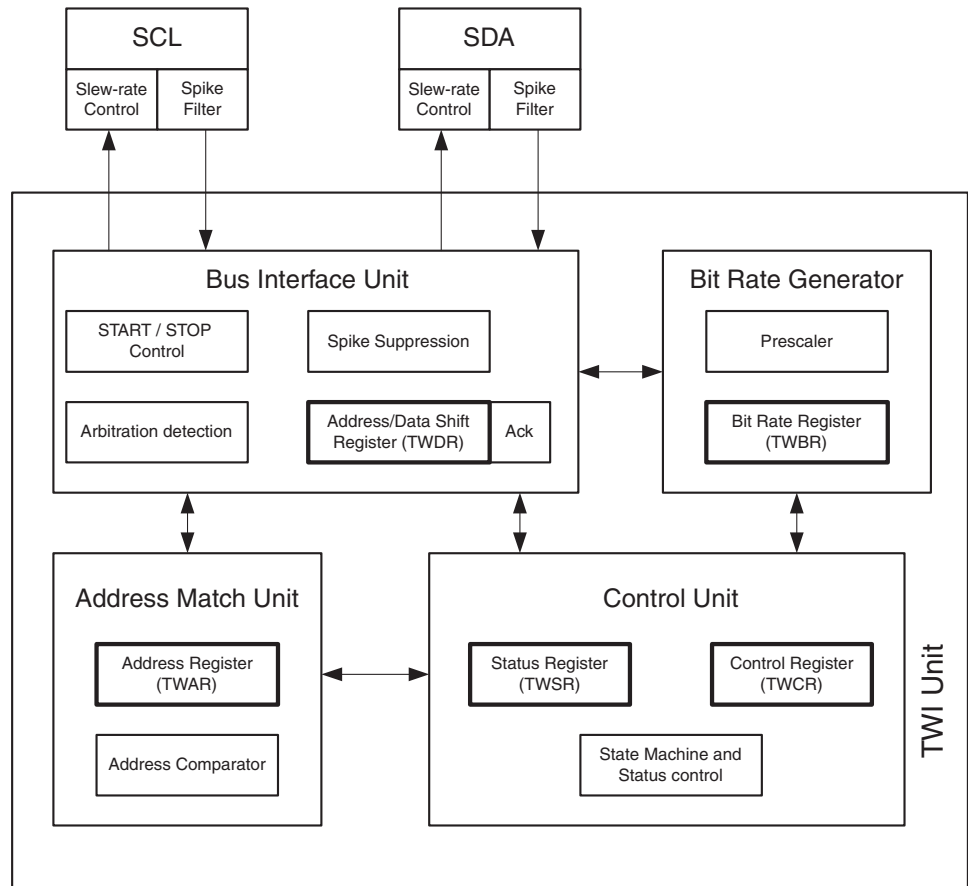 SCL
SDA
Slew-rate
Control
Spike
Filter
Slew-rate
Control
Spike
Filter
Bus Interface Unit
START / STOP
Control
Spike Suppression
Arbitration detection
Address/Data Shift
Register (TWDR)
Ack
Bit Rate Generator
Prescaler
Bit Rate Register
(TWBR)
Address Match Unit
Address Register
(TWAR)
Address Comparator
Control Unit
Status Register
(TWSR)
Control Register
(TWCR)
State Machine and
Status control
TWI Unit